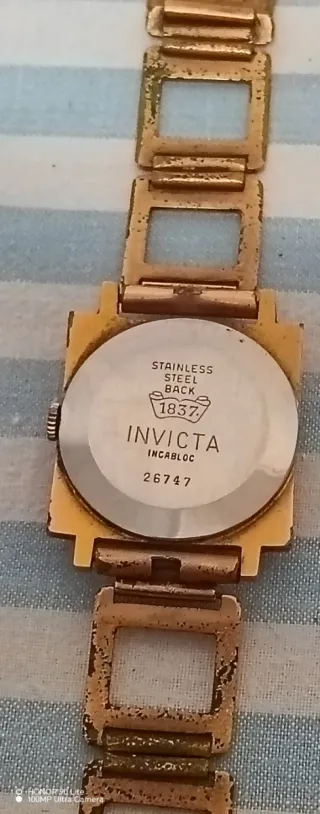 STAINLESS
STEEL
BACK
1837.
INVICTA
INCABLOC
26747
HONOR 90 Lite
100MP Ultra Camera